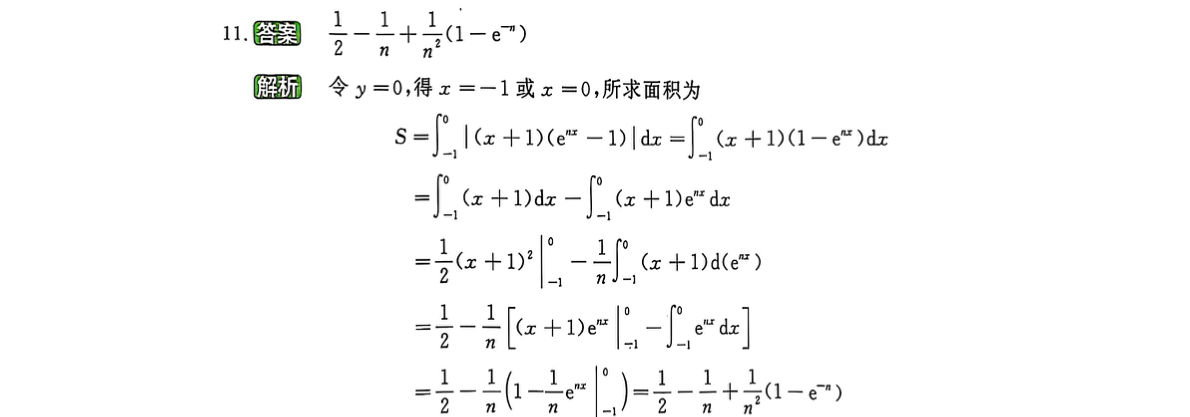 11. 答案 1/2 − 1/n + 1/n²(1 − e⁻ⁿ)
解析 令 y = 0,得 x = −1 或 x = 0,所求面积为
S = ∫₋₁⁰ |(x + 1)(eⁿˣ − 1)|dx = ∫₋₁⁰ (x + 1)(1 − eⁿˣ)dx
= ∫₋₁⁰ (x + 1)dx − ∫₋₁⁰ (x + 1)eⁿˣ dx
= 1/2(x + 1)² |₋₁⁰ − 1/n ∫₋₁⁰ (x + 1)d(eⁿˣ)
= 1/2 − 1/n [(x + 1)eⁿˣ |₋₁⁰ − ∫₋₁⁰ eⁿˣ dx]
= 1/2 − 1/n (1 − 1/n eⁿˣ |₋₁⁰) = 1/2 − 1/n + 1/n²(1 − e⁻ⁿ)